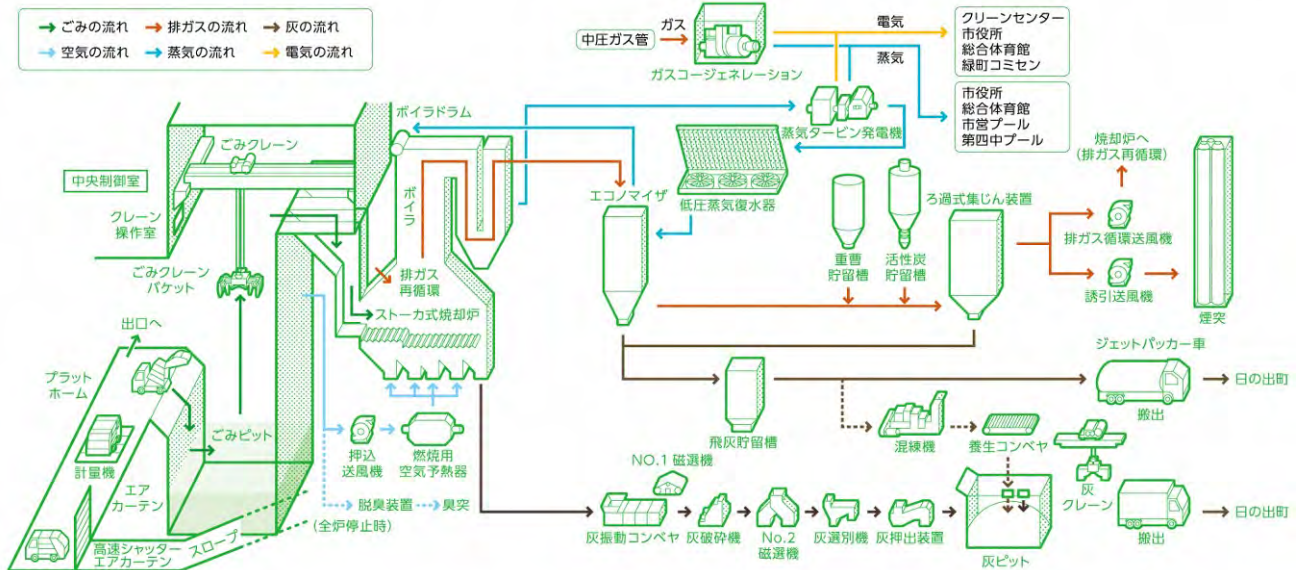 ごみの流れ
排ガスの流れ
灰の流れ
空気の流れ
蒸気の流れ
電気の流れ
中圧ガス管
ガス
ガスコージェネレーション
電気
蒸気
クリーンセンター
市役所
総合体育館
緑町コミセン
市役所
総合体育館
市営プール
第四中プール
ボイラドラム
蒸気タービン発電機
ごみクレーン
中央制御室
クレーン
操作室
ごみクレーン
バケット
ボイラ
排ガス
再循環
ストーカ式焼却炉
エコノマイザ
低圧蒸気復水器
重曹
貯留槽
活性炭
貯留槽
ろ過式集じん装置
焼却炉へ
(排ガス再循環)
排ガス循環送風機
誘引送風機
煙突
出口へ
プラット
ホーム
計量機
ごみピット
エア
カーテン
高速シャッター
エアカーテン
スロープ
押込
送風機
燃焼用
空気予熱器
脱臭装置
臭突
(全炉停止時)
飛灰貯留槽
混練機
養生コンベヤ
ジェットパッカー車
搬出
日の出町
NO.1 磁選機
灰振動コンベヤ
灰破砕機
No.2
磁選機
灰選別機
灰押出装置
灰ピット
灰
クレーン
搬出
日の出町